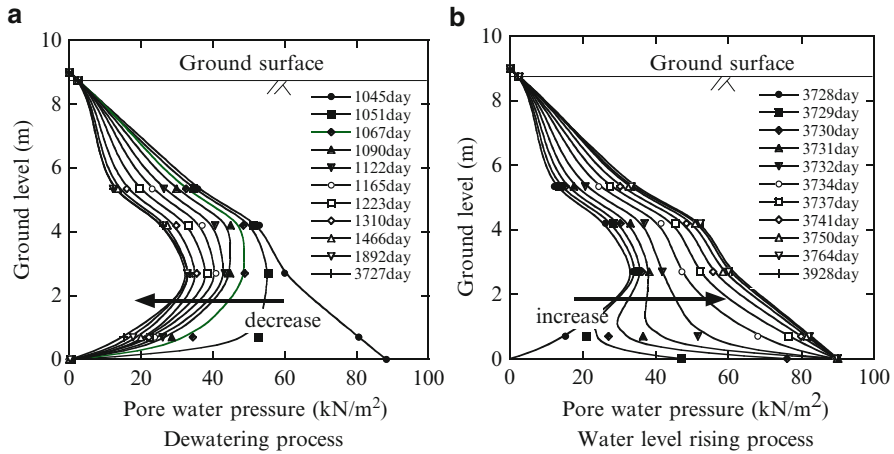 a
10
8
6
4
2
0
Ground level (m)
Ground surface
1045day
1051day
1067day
1090day
1122day
1165day
1223day
1310day
1466day
1892day
3727day
decrease
0 20 40 60 80 100
Pore water pressure (kN/m2)
Dewatering process
b
10
8
6
4
2
0
Ground level (m)
Ground surface
3728day
3729day
3730day
3731day
3732day
3734day
3737day
3741day
3750day
3764day
3928day
increase
0 20 40 60 80 100
Pore water pressure (kN/m2)
Water level rising process